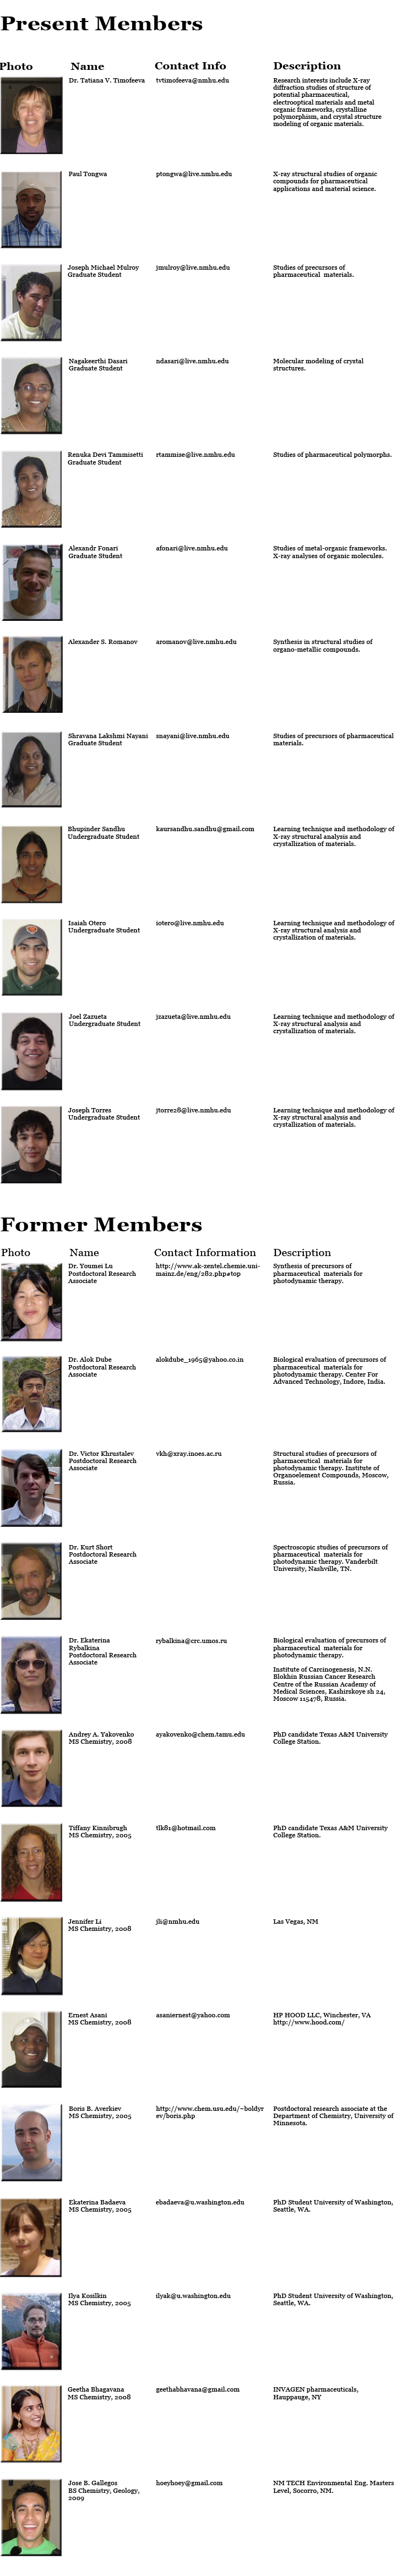 Present Members
Photo Name Contact Info Description
Dr. Tatiana V. Timofeeva tvtimofeeva@nmhu.edu Research interests include X-ray
diffraction studies of structure of
potential pharmaceutical,
electrooptical materials and metal
organic frameworks, crystalline
polymorphism, and crystal structure
modeling of organic materials.
Paul Tongwa ptongwa@live.nmhu.edu X-ray structural studies of organic
compounds for pharmaceutical
applications and material science.
Joseph Michael Mulroy jmulroy@live.nmhu.edu Studies of precursors of
Graduate Student pharmaceutical materials.
Nagakeerthi Dasari ndasari@live.nmhu.edu Molecular modeling of crystal
Graduate Student structures.
Renuka Devi Tammisetti rtammise@live.nmhu.edu Studies of pharmaceutical polymorphs.
Graduate Student
Alexandr Fonari afonari@live.nmhu.edu Studies of metal-organic frameworks.
Graduate Student X-ray analyses of organic molecules.
Alexander S. Romanov aromanov@live.nmhu.edu Synthesis in structural studies of
organo-metallic compounds.
Shravana Lakshmi Nayani snayani@live.nmhu.edu Studies of precursors of pharmaceutical
Graduate Student materials.
Bhupinder Sandhu kaursandhu.sandhu@gmail.com Learning technique and methodology of
Undergraduate Student X-ray structural analysis and
crystallization of materials.
Isaiah Otero iotero@live.nmhu.edu Learning technique and methodology of
Undergraduate Student X-ray structural analysis and
crystallization of materials.
Joel Zazueta jzazueta@live.nmhu.edu Learning technique and methodology of
Undergraduate Student X-ray structural analysis and
crystallization of materials.
Joseph Torres jtorre28@live.nmhu.edu Learning technique and methodology of
Undergraduate Student X-ray structural analysis and
crystallization of materials.
Former Members
Photo Name Contact Information Description
Dr. Youmei Lu http://www.ak-zentel.chemie.uni- Synthesis of precursors of
Postdoctoral Research mainz.de/eng/282.php#top pharmaceutical materials for
Associate photodynamic therapy.
Dr. Alok Dube alokdube_1965@yahoo.co.in Biological evaluation of precursors of
Postdoctoral Research pharmaceutical materials for
Associate photodynamic therapy. Center For
Advanced Technology, Indore, India.
Dr. Victor Khrustalev vkh@xray.ineos.ac.ru Structural studies of precursors of
Postdoctoral Research pharmaceutical materials for
Associate photodynamic therapy. Institute of
Organoelement Compounds, Moscow,
Russia.
Dr. Kurt Short Spectroscopic studies of precursors of
Postdoctoral Research pharmaceutical materials for
Associate photodynamic therapy. Vanderbilt
University, Nashville, TN.
Dr. Ekaterina rybalkina@crc.umos.ru Biological evaluation of precursors of
Rybalkina pharmaceutical materials for
Postdoctoral Research photodynamic therapy.
Associate
Institute of Carcinogenesis, N.N.
Blokhin Russian Cancer Research
Centre of the Russian Academy of
Medical Sciences, Kashirskoye sh 24,
Moscow 115478, Russia.
Andrey A. Yakovenko ayakovenko@chem.tamu.edu PhD candidate Texas A&M University
MS Chemistry, 2008 College Station.
Tiffany Kinnibrugh tlk81@hotmail.com PhD candidate Texas A&M University
MS Chemistry, 2005 College Station.
Jennifer Li jli@nmhu.edu Las Vegas, NM
MS Chemistry, 2008
Ernest Asani asaniernest@yahoo.com HP HOOD LLC, Winchester, VA
MS Chemistry, 2008 http://www.hood.com/
Boris B. Averkiev http://www.chem.usu.edu/~boldyr Postdoctoral research associate at the
MS Chemistry, 2005 ev/boris.php Department of Chemistry, University of
Minnesota.
Ekaterina Badaeva ebadaeva@u.washington.edu PhD Student University of Washington,
MS Chemistry, 2005 Seattle, WA.
Ilya Kosilkin ilyak@u.washington.edu PhD Student University of Washington,
MS Chemistry, 2005 Seattle, WA.
Geetha Bhagavana geethabhavana@gmail.com INVAGEN pharmaceuticals,
MS Chemistry, 2008 Hauppauge, NY
Jose B. Gallegos hoeyhoey@gmail.com NM TECH Environmental Eng. Masters
BS Chemistry, Geology, Level, Socorro, NM.
2009